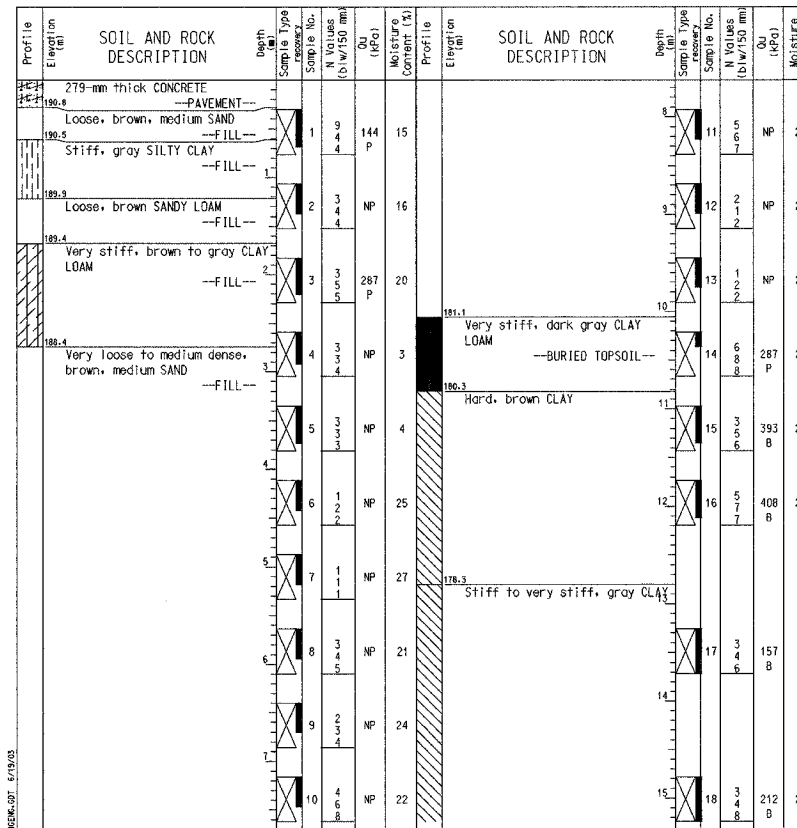 Profile
Elevation (m)
SOIL AND ROCK DESCRIPTION
Depth (m)
Sample Type recovery
Sample No.
N Values (blw/150 mm)
Qu (kPa)
Moisture Content (%)
279-mm thick CONCRETE
190.8 ---PAVEMENT---
Loose, brown, medium SAND
190.5 ---FILL---
1 9 4 4 144 P 15
Stiff, gray SILTY CLAY
---FILL---
1
189.9
2 3 4 4 NP 16
Loose, brown SANDY LOAM
---FILL---
189.4
Very stiff, brown to gray CLAY LOAM
2
---FILL---
3 3 5 5 287 P 20
188.4
Very loose to medium dense, brown, medium SAND
3
---FILL---
4 3 3 4 NP 3
5 3 3 3 NP 4
4
6 1 2 2 NP 25
5
7 1 1 1 NP 27
6
8 3 4 5 NP 21
9 2 3 4 NP 24
7
10 4 6 8 NP 22
Profile
Elevation (m)
SOIL AND ROCK DESCRIPTION
Depth (m)
Sample Type recovery
Sample No.
N Values (blw/150 mm)
Qu (kPa)
Moisture
8
11 5 6 7 NP 2
9
12 2 1 2 NP 2
13 1 2 2 NP 2
10
181.1
Very stiff, dark gray CLAY LOAM
---BURIED TOPSOIL---
14 6 8 8 287 P 2
180.3
Hard, brown CLAY
11
15 3 5 6 393 B 2
12
16 5 7 7 408 B 2
178.3
Stiff to very stiff, gray CLAY
13
17 3 4 6 157 B
14
15
18 3 4 8 212 B 2
6/19/03